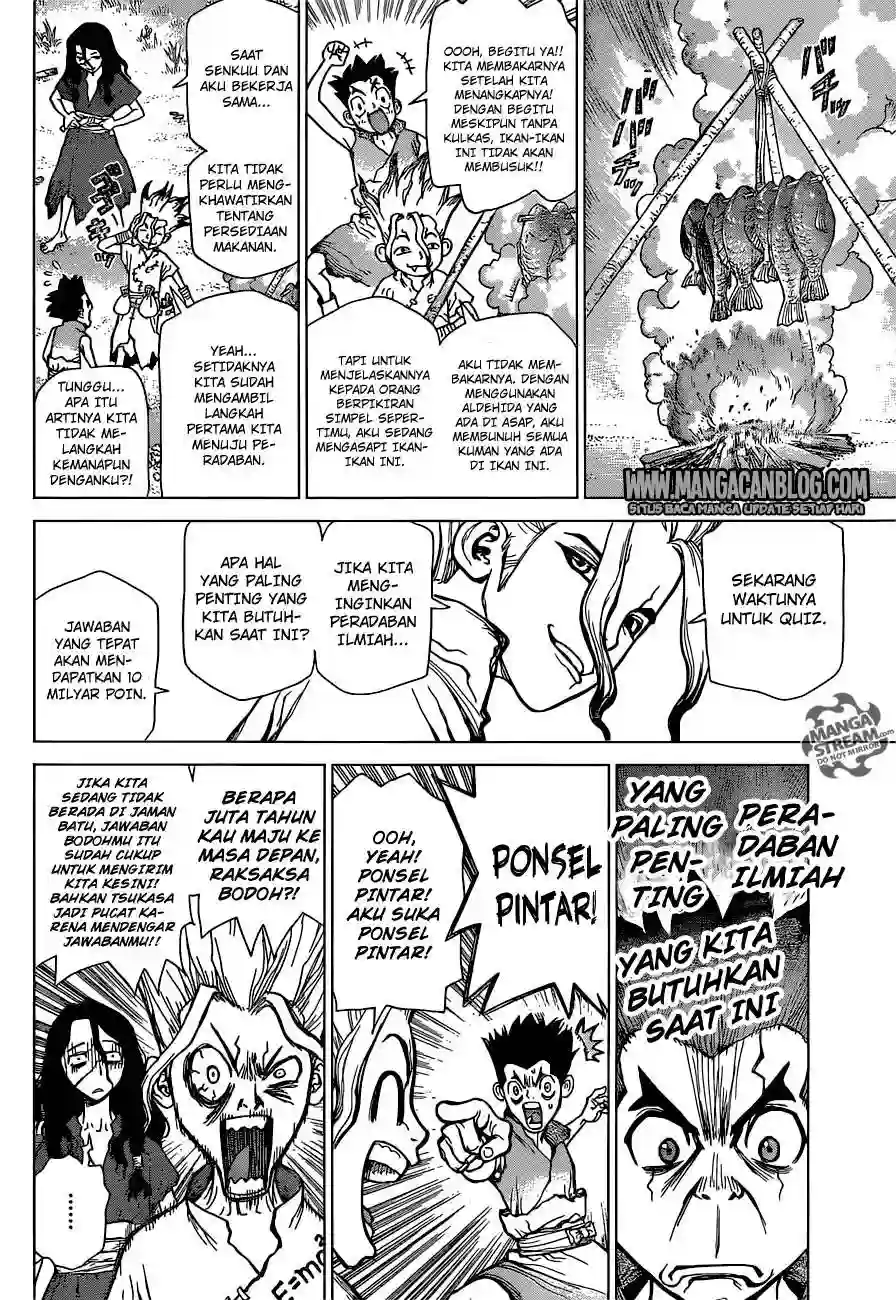 OOOH, BEGITU YA!!
KITA MEMBAKARNYA
SETELAH KITA
MENANGKAPNYA!
DENGAN BEGITU
MESKIPUN TANPA
KULKAS, IKAN-IKAN
INI TIDAK AKAN
MEMBUSUK!!
AKU TIDAK MEM-
BAKARNYA. DENGAN
MENGGUNAKAN
ALDEHIDA YANG
ADA DI ASAP, AKU
MEMBUNUH SEMUA
KUMAN YANG ADA
DI IKAN INI.
TAPI UNTUK
MENJELASKANNYA
KEPADA ORANG
BERPIKIRAN
SIMPEL SEPER-
TIMU, AKU SEDANG
MENGASAPI IKAN-
IKAN INI.
SAAT
SENKUU DAN
AKU BEKERJA
SAMA...
KITA TIDAK
PERLU MENG-
KHAWATIRKAN
TENTANG
PERSEDIAAN
MAKANAN.
YEAH...
SETIDAKNYA
KITA SUDAH
MENGAMBIL
LANGKAH
PERTAMA KITA
MENUJU PE-
RADABAN.
TUNGGU...
APA ITU
ARTINYA KITA
TIDAK ME-
LANGKAH
KEMANAPUN
DENGANKU?!
WWW.MANGACANBLOG.COM
SITUS BACA MANGA UPDATE SETIAP HARI
SEKARANG
WAKTUNYA
UNTUK QUIZ.
JIKA KITA
MENG-
INGINKAN
PERADABAN
ILMIAH...
APA HAL
YANG PALING
PENTING YANG
KITA BUTUH-
KAN SAAT INI?
JAWABAN
YANG TEPAT
AKAN MEN-
DAPATKAN 10
MILYAR POIN.
MANGA
STREAM.com
DO NOT MIRROR
PERA-
DABAN
ILMIAH
YANG
PALING
PEN-
TING
YANG KITA
BUTUHKAN
SAAT INI
PONSEL
PINTAR!
OOH,
YEAH!
PONSEL
PINTAR!
AKU SUKA
PONSEL
PINTAR!
BERAPA
JUTA TAHUN
KAU MAJU KE
MASA DEPAN,
RAKSAKSA
BODOH?!
JIKA KITA
SEDANG TIDAK
BERADA DI JAMAN
BATU, JAWABAN
BODOHMU ITU
SUDAH CUKUP
UNTUK MENGIRIM
KITA KESINI!
BAHKAN TSUKASA
JADI PUCAT KA-
RENA MENDENGAR
JAWABANMU!!
......
E=mc²